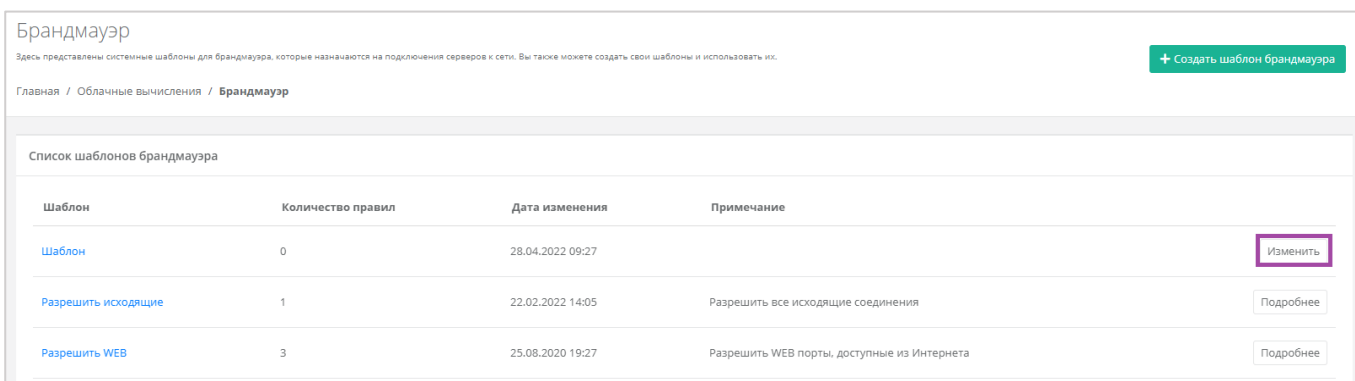 Брандмауэр
Здесь представлены системные шаблоны для брандмауэра, которые назначаются на подключения серверов к сети. Вы также можете создать свои шаблоны и использовать их.
+ Создать шаблон брандмауэра
Главная / Облачные вычисления / Брандмауэр
Список шаблонов брандмауэра
Шаблон Количество правил Дата изменения Примечание
Шаблон 0 28.04.2022 09:27 Изменить
Разрешить исходящие 1 22.02.2022 14:05 Разрешить все исходящие соединения Подробнее
Разрешить WEB 3 25.08.2020 19:27 Разрешить WEB порты, доступные из Интернета Подробнее